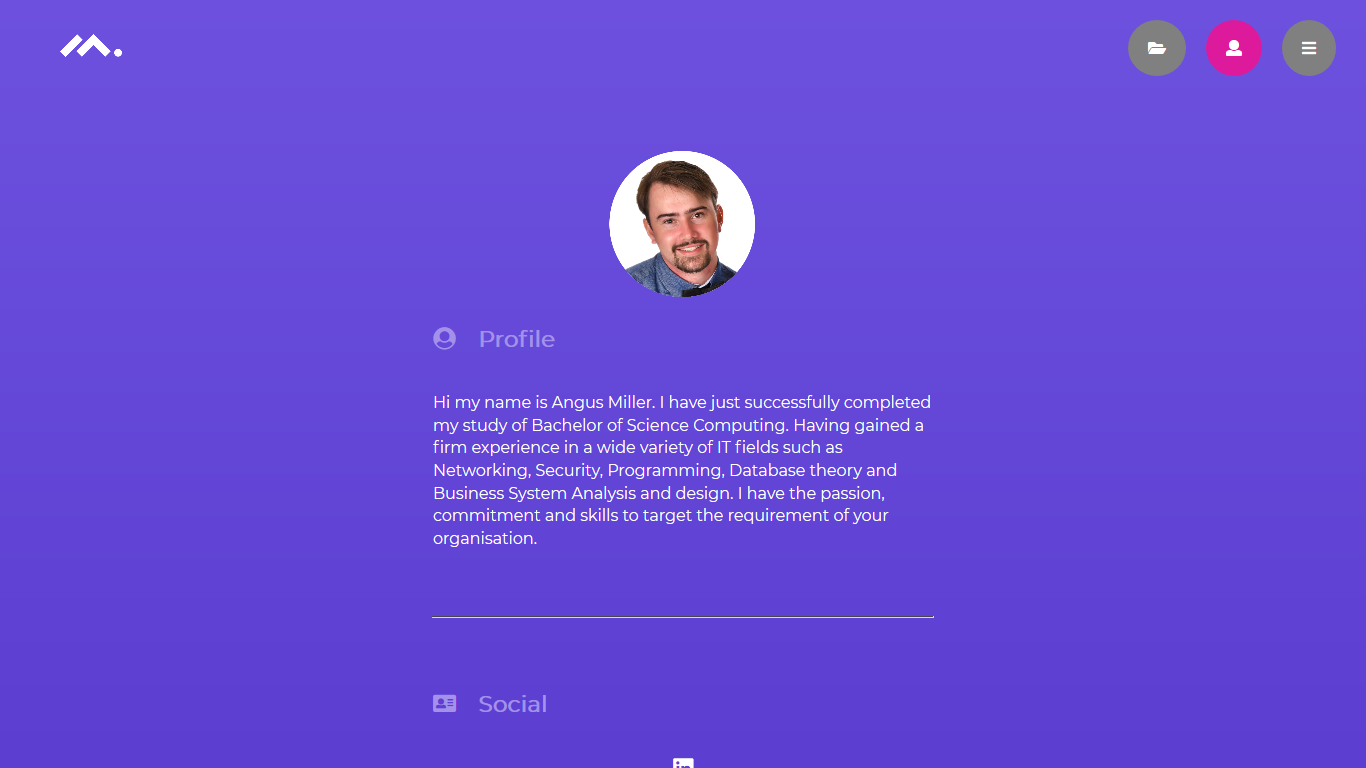 Profile
Hi my name is Angus Miller. I have just successfully completed
my study of Bachelor of Science Computing. Having gained a
firm experience in a wide variety of IT fields such as
Networking, Security, Programming, Database theory and
Business System Analysis and design. I have the passion,
commitment and skills to target the requirement of your
organisation.
Social